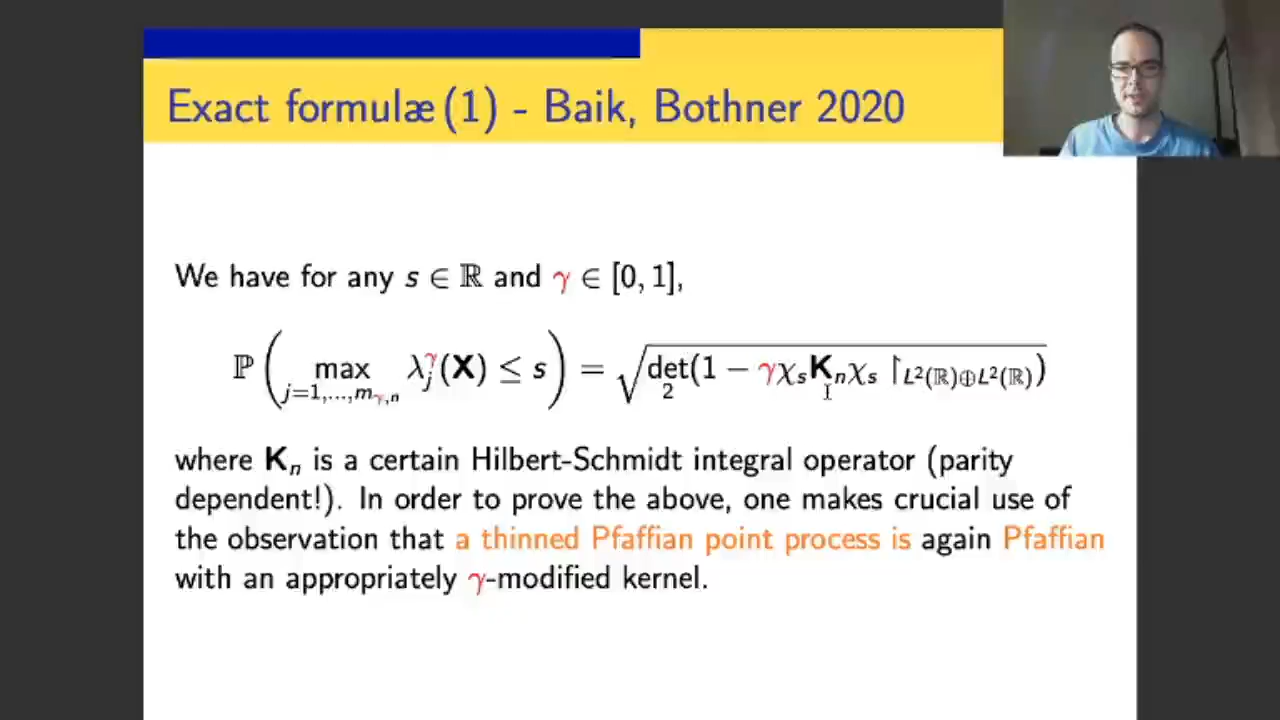 Exact formulæ (1) - Baik, Bothner 2020
We have for any s ∈ ℝ and γ ∈ [0, 1],
ℙ ( max_{j=1,...,m_{γ,n}} λ_j^γ(𝐗) ≤ s ) = √( det_2(1 − γχ_s𝐊_nχ_s ↾_{L²(ℝ)⊕L²(ℝ)}) )
where 𝐊_n is a certain Hilbert-Schmidt integral operator (parity
dependent!). In order to prove the above, one makes crucial use of
the observation that a thinned Pfaffian point process is again Pfaffian
with an appropriately γ-modified kernel.